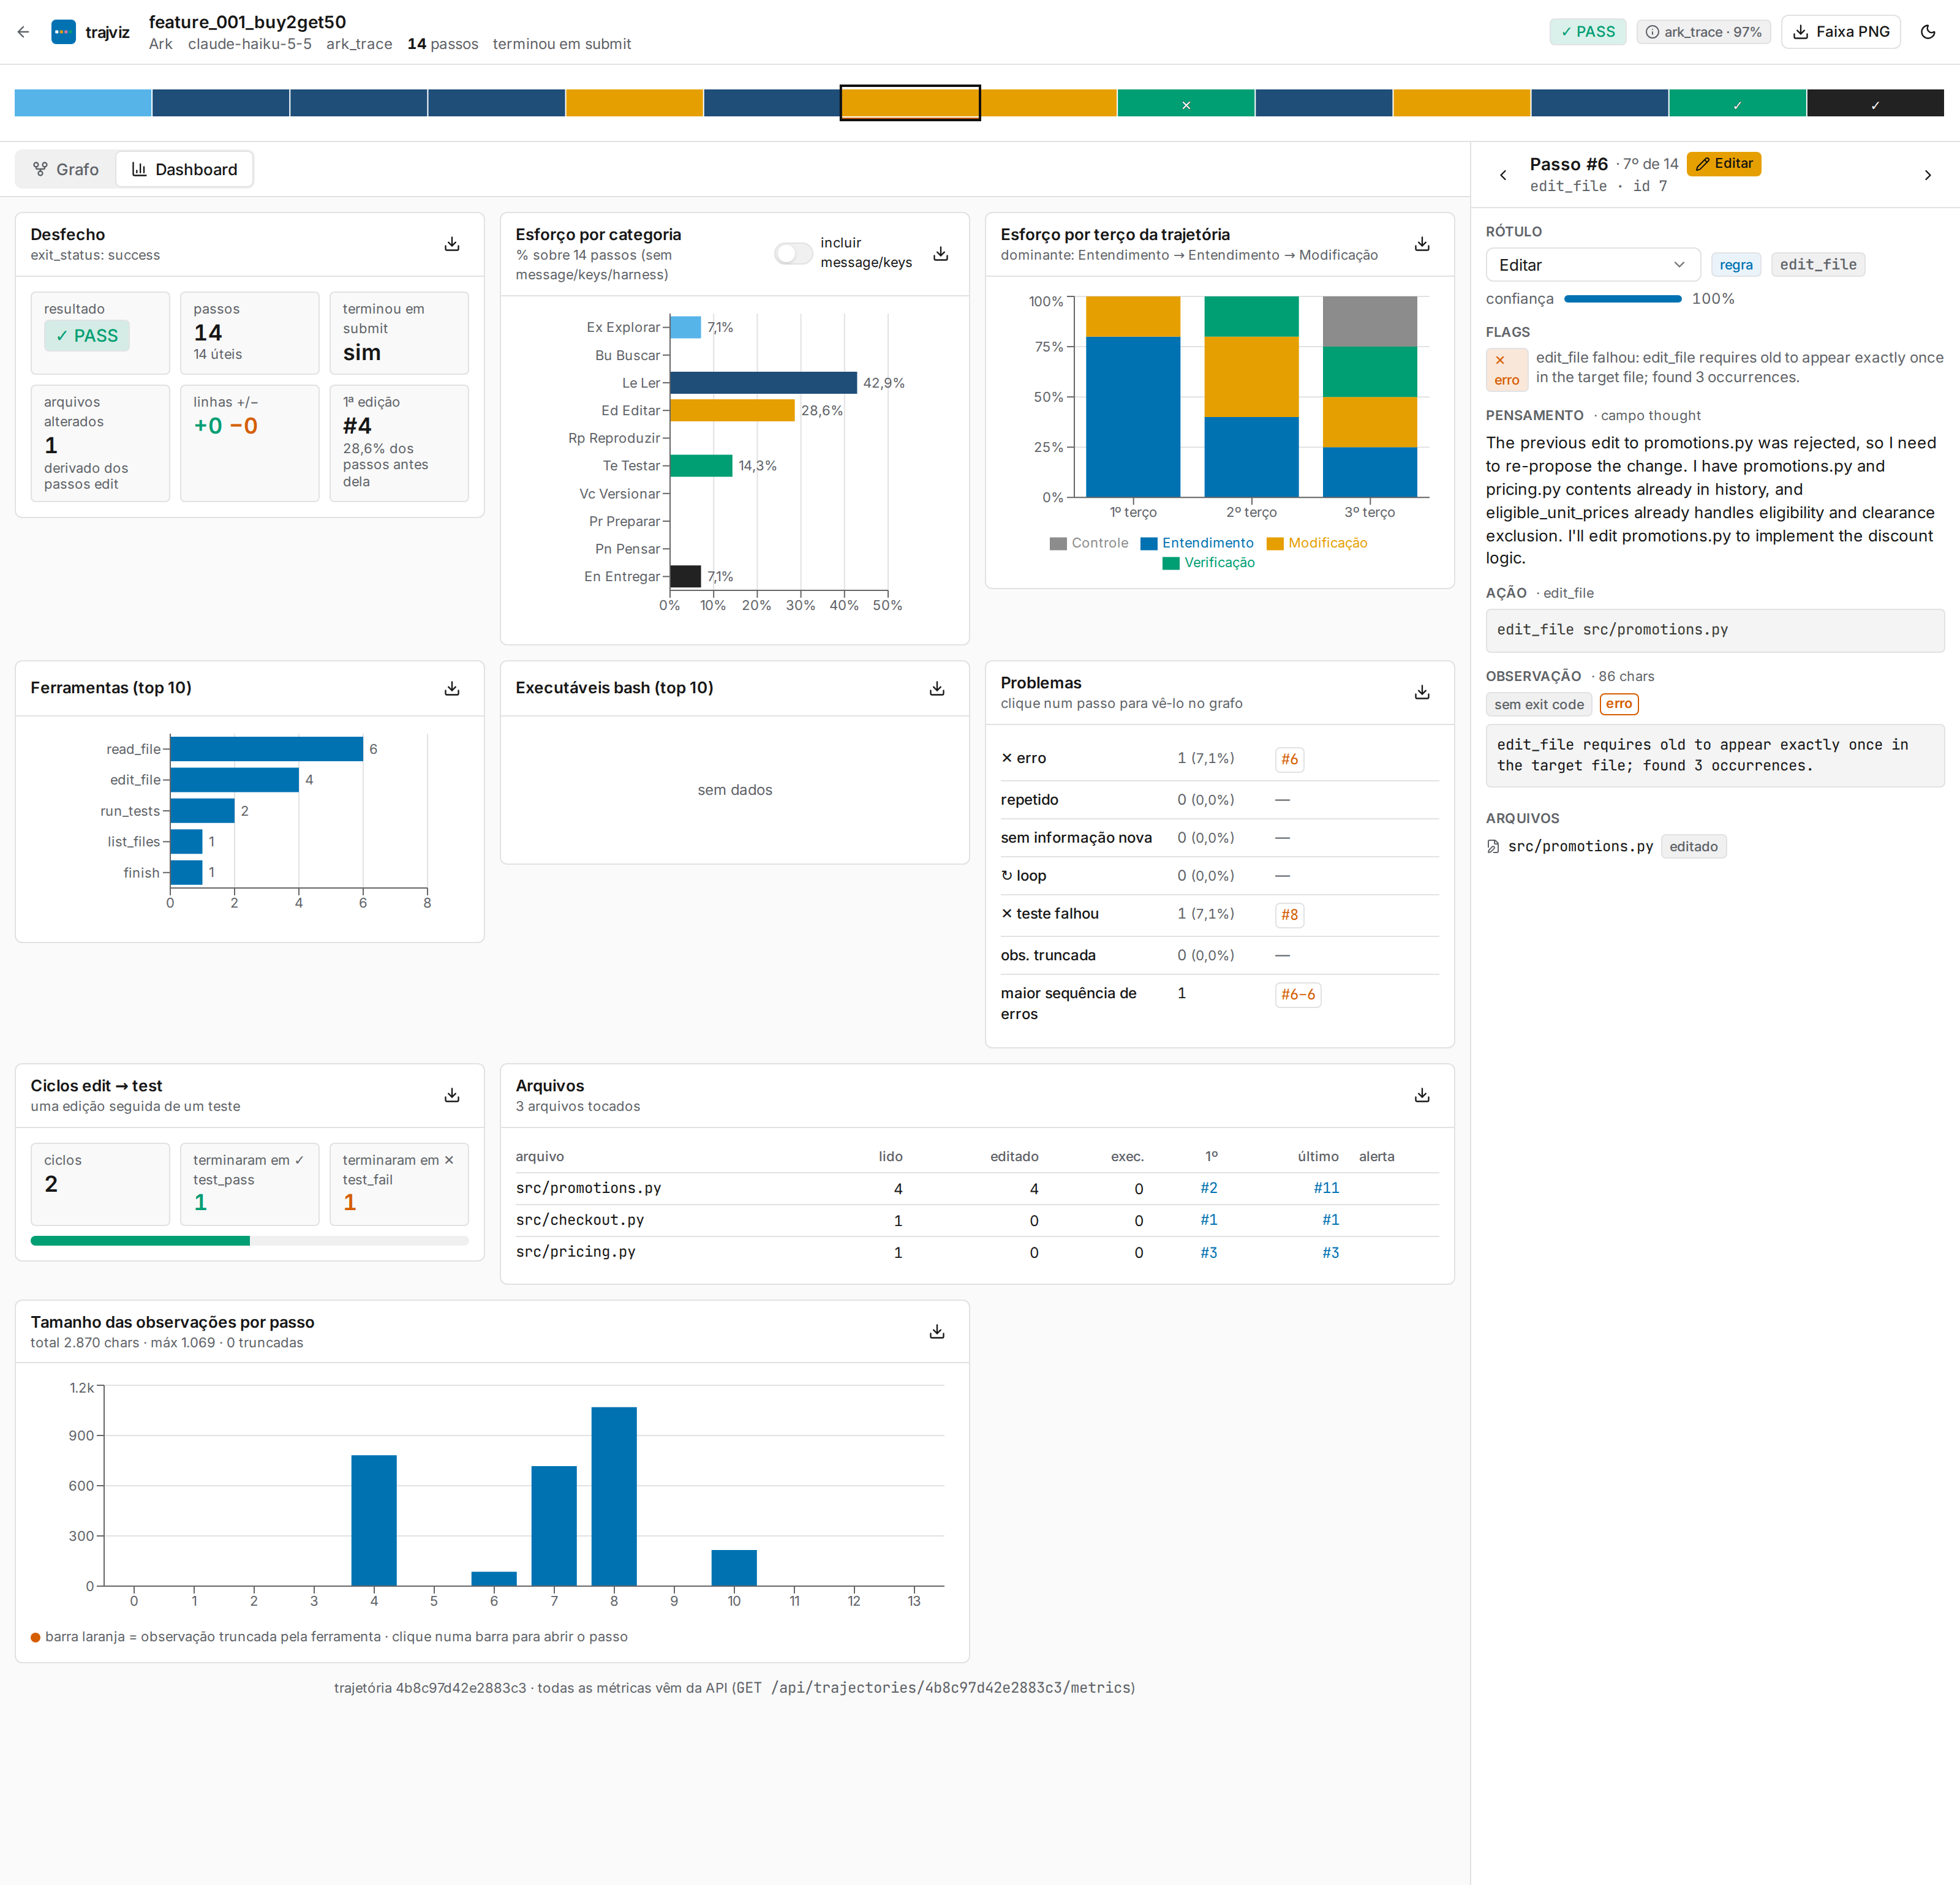 trajviz
feature_001_buy2get50
Ark claude-haiku-5-5 ark_trace 14 passos terminou em submit
✓ PASS
ark_trace · 97%
Faixa PNG
✕
✓
✓
Grafo
Dashboard
Desfecho
exit_status: success
resultado
✓ PASS
passos
14
14 úteis
terminou em
submit
sim
arquivos
alterados
1
derivado dos
passos edit
linhas +/−
+0 −0
1ª edição
#4
28,6% dos
passos antes
dela
Esforço por categoria
% sobre 14 passos (sem
message/keys/harness)
incluir
message/keys
Ex Explorar 7,1%
Bu Buscar
Le Ler 42,9%
Ed Editar 28,6%
Rp Reproduzir
Te Testar 14,3%
Vc Versionar
Pr Preparar
Pn Pensar
En Entregar 7,1%
0% 10% 20% 30% 40% 50%
Esforço por terço da trajetória
dominante: Entendimento → Entendimento → Modificação
100%
75%
50%
25%
0%
1º terço 2º terço 3º terço
Controle Entendimento Modificação
Verificação
Ferramentas (top 10)
read_file 6
edit_file 4
run_tests 2
list_files 1
finish 1
0 2 4 6 8
Executáveis bash (top 10)
sem dados
Problemas
clique num passo para vê-lo no grafo
✕ erro 1 (7,1%) #6
repetido 0 (0,0%) —
sem informação nova 0 (0,0%) —
↻ loop 0 (0,0%) —
✕ teste falhou 1 (7,1%) #8
obs. truncada 0 (0,0%) —
maior sequência de
erros 1 #6–6
Ciclos edit → test
uma edição seguida de um teste
ciclos
2
terminaram em ✓
test_pass
1
terminaram em ✕
test_fail
1
Arquivos
3 arquivos tocados
arquivo lido editado exec. 1º último alerta
src/promotions.py 4 4 0 #2 #11
src/checkout.py 1 0 0 #1 #1
src/pricing.py 1 0 0 #3 #3
Tamanho das observações por passo
total 2.870 chars · máx 1.069 · 0 truncadas
1.2k
900
600
300
0
0 1 2 3 4 5 6 7 8 9 10 11 12 13
barra laranja = observação truncada pela ferramenta · clique numa barra para abrir o passo
trajetória 4b8c97d42e2883c3 · todas as métricas vêm da API (GET /api/trajectories/4b8c97d42e2883c3/metrics)
Passo #6 · 7º de 14 Editar
edit_file · id 7
RÓTULO
Editar regra edit_file
confiança 100%
FLAGS
✕
erro
edit_file falhou: edit_file requires old to appear exactly once
in the target file; found 3 occurrences.
PENSAMENTO · campo thought
The previous edit to promotions.py was rejected, so I need
to re-propose the change. I have promotions.py and
pricing.py contents already in history, and
eligible_unit_prices already handles eligibility and clearance
exclusion. I'll edit promotions.py to implement the discount
logic.
AÇÃO · edit_file
edit_file src/promotions.py
OBSERVAÇÃO · 86 chars
sem exit code erro
edit_file requires old to appear exactly once in
the target file; found 3 occurrences.
ARQUIVOS
src/promotions.py editado